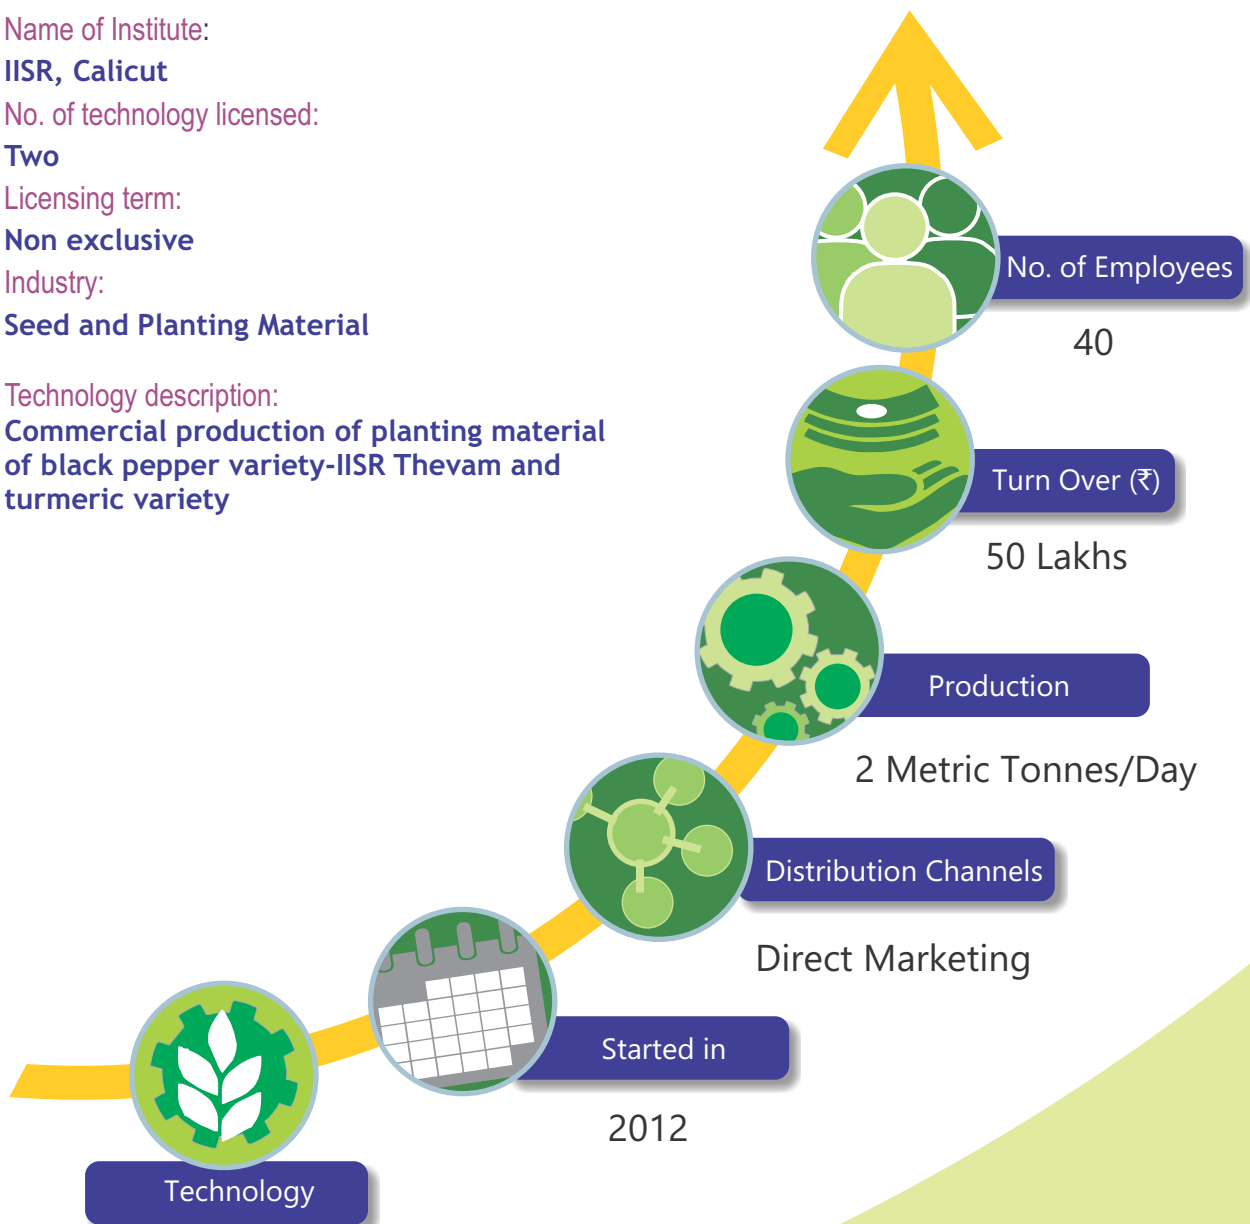 Name of Institute:
IISR, Calicut
No. of technology licensed:
Two
Licensing term:
Non exclusive
Industry:
Seed and Planting Material
Technology description:
Commercial production of planting material
of black pepper variety-IISR Thevam and
turmeric variety
No. of Employees
40
Turn Over (₹)
50 Lakhs
Production
2 Metric Tonnes/Day
Distribution Channels
Direct Marketing
Started in
2012
Technology